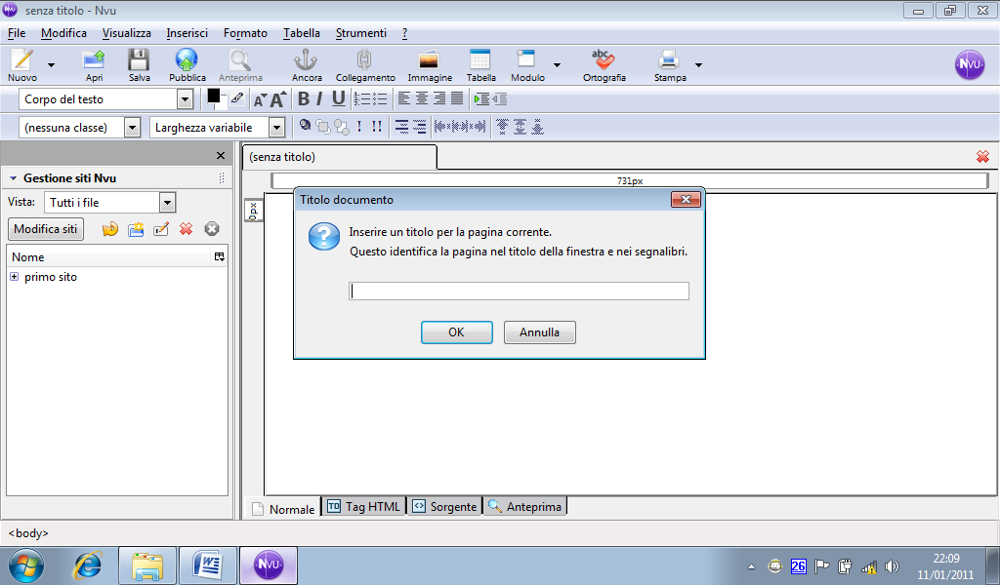 senza titolo - Nvu
File Modifica Visualizza Inserisci Formato Tabella Strumenti ?
Nuovo Apri Salva Pubblica Anteprima Ancora Collegamento Immagine Tabella Modulo Ortografia Stampa
Corpo del testo
(nessuna classe) Larghezza variabile
(senza titolo)
Gestione siti Nvu
731px
Vista: Tutti i file
0px
Modifica siti
Nome
primo sito
Titolo documento
Inserire un titolo per la pagina corrente.
Questo identifica la pagina nel titolo della finestra e nei segnalibri.
OK Annulla
Normale Tag HTML Sorgente Anteprima
<body>
26
22:09
11/01/2011